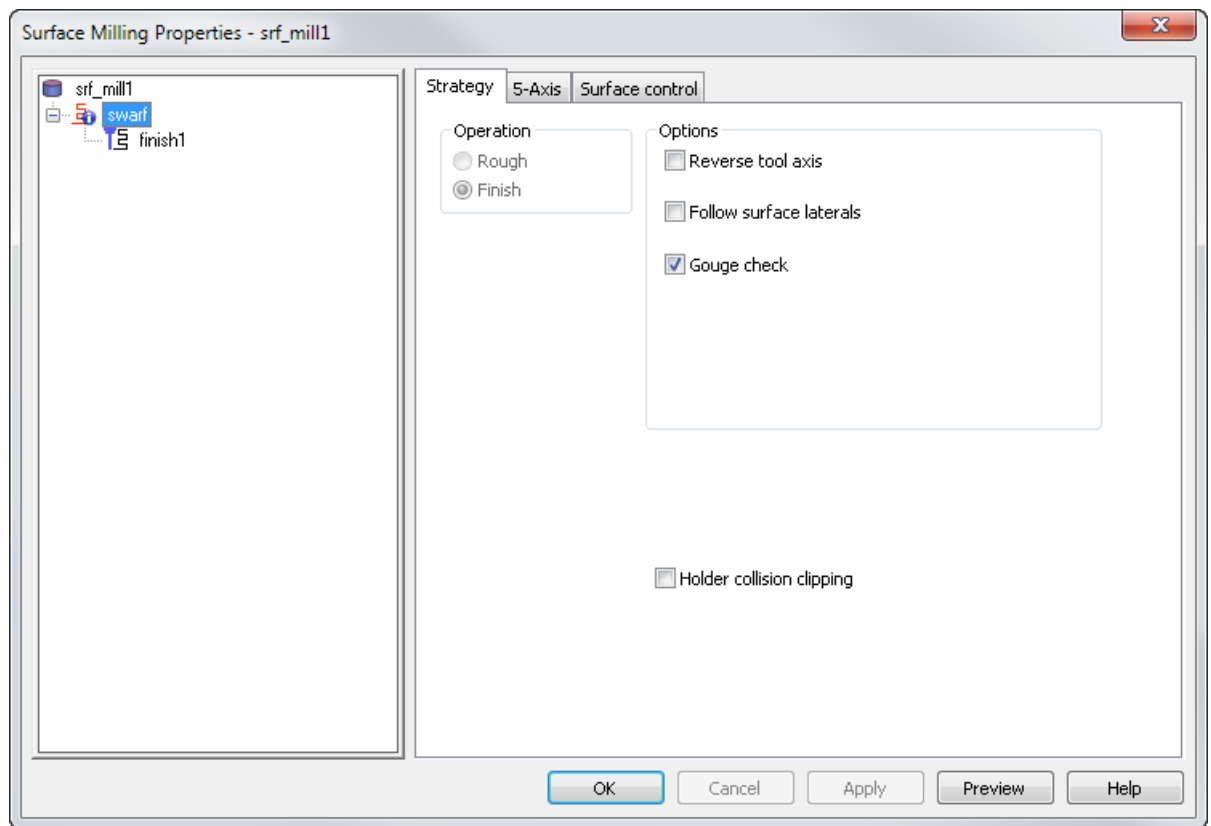 Surface Milling Properties - srf_mill1
srf_mill1
swarf
finish1
Strategy 5-Axis Surface control
Operation
Rough
Finish
Options
Reverse tool axis
Follow surface laterals
Gouge check
Holder collision clipping
OK Cancel Apply Preview Help